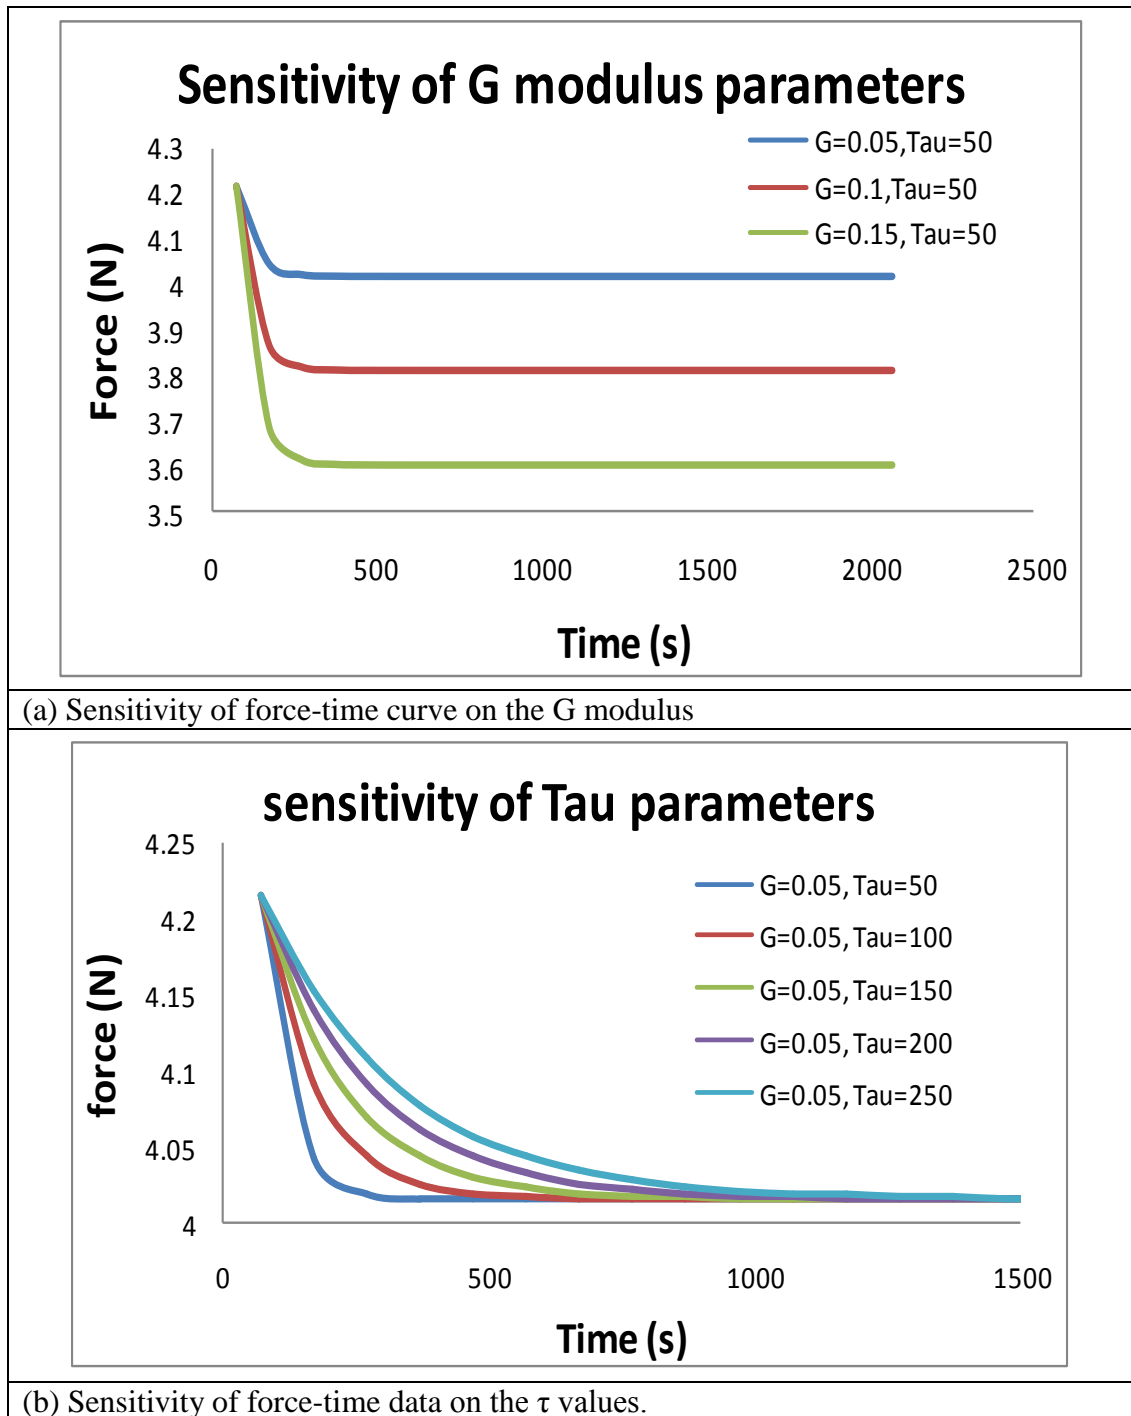 Sensitivity of G modulus parameters
G=0.05,Tau=50
G=0.1,Tau=50
G=0.15, Tau=50
4.3
4.2
4.1
4
3.9
3.8
3.7
3.6
3.5
Force (N)
0 500 1000 1500 2000 2500
Time (s)
(a) Sensitivity of force-time curve on the G modulus
sensitivity of Tau parameters
G=0.05, Tau=50
G=0.05, Tau=100
G=0.05, Tau=150
G=0.05, Tau=200
G=0.05, Tau=250
4.25
4.2
4.15
4.1
4.05
4
force (N)
0 500 1000 1500
Time (s)
(b) Sensitivity of force-time data on the τ values.